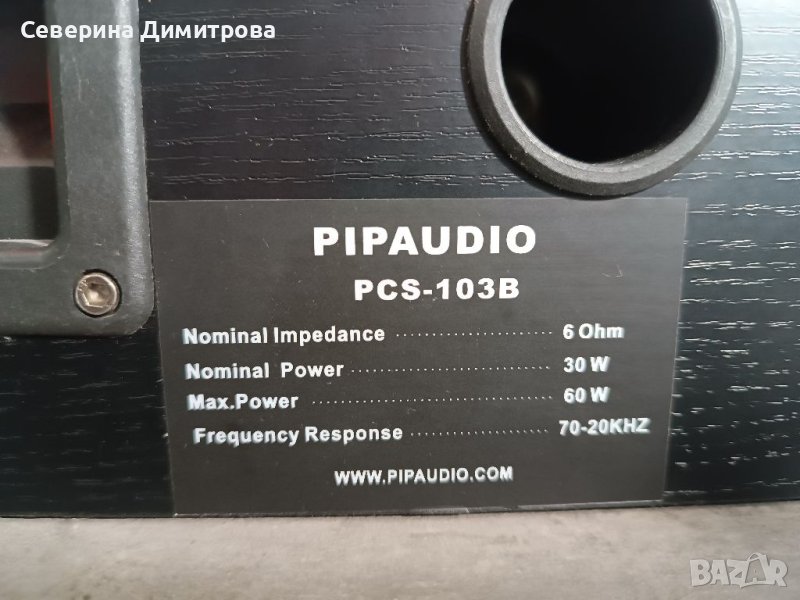 Северина Димитрова
PIPAUDIO
PCS-103B
Nominal Impedance ........................ 6 Ohm
Nominal Power ........................ 30 W
Max.Power ........................ 60 W
Frequency Response ........................ 70-20KHZ
WWW.PIPAUDIO.COM
BAZAR